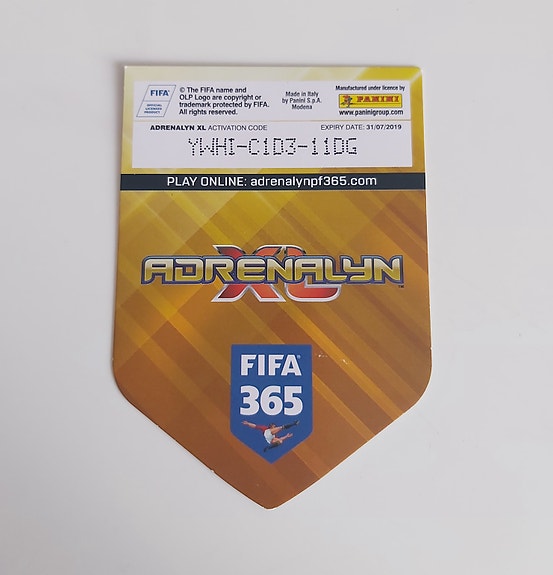 FIFA®
OFFICIAL
LICENSED
PRODUCT
© The FIFA name and
OLP Logo are copyright or
trademark protected by FIFA.
All rights reserved.
Made in Italy
by Panini S.p.A.
Modena
Manufactured under licence by
PANINI
www.paninigroup.com
ADRENALYN XL ACTIVATION CODE
EXPIRY DATE: 31/07/2019
YWHI-C1D3-11DG
PLAY ONLINE: adrenalynpf365.com
ADRENALYN
XL
™
FIFA®
365